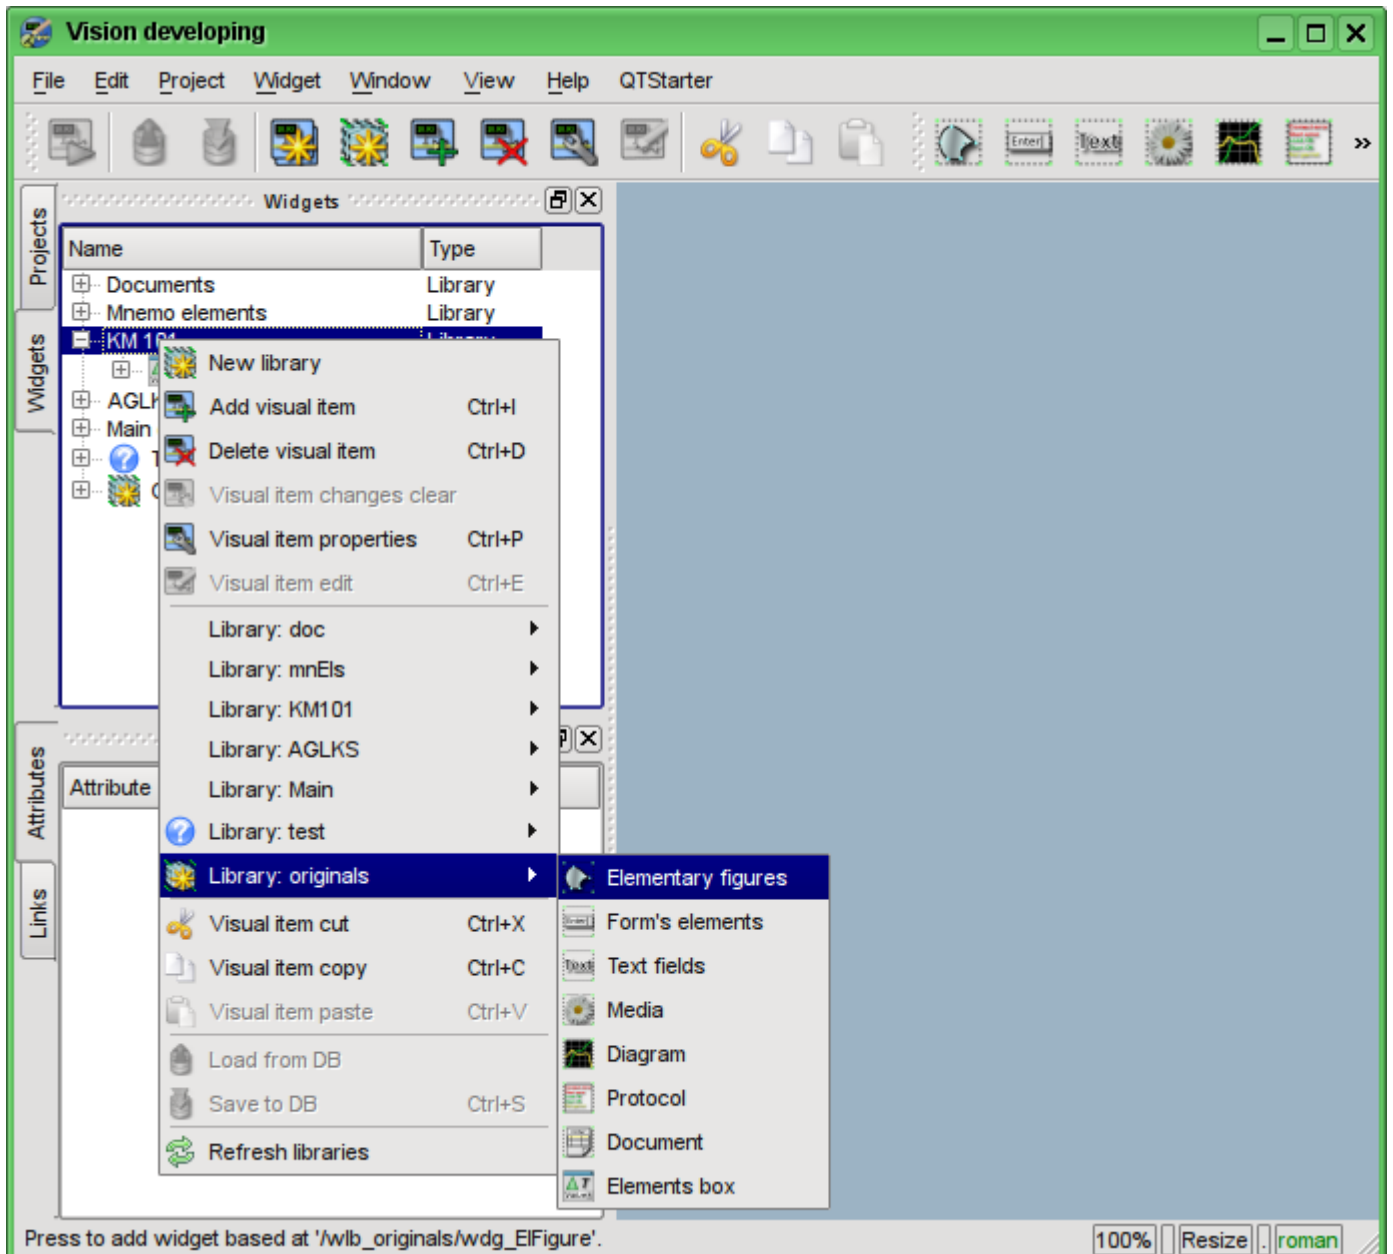 Vision developing
File Edit Project Widget Window View Help QTStarter
Enter Text »
Projects
Widgets
Widgets
Name Type
Documents Library
Mnemo elements Library
KM 101 Library
Main
New library
Add visual item Ctrl+I
Delete visual item Ctrl+D
Visual item changes clear
Visual item properties Ctrl+P
Visual item edit Ctrl+E
Library: doc
Library: mnEls
Library: KM101
Library: AGLKS
Library: Main
Library: test
Library: originals
Visual item cut Ctrl+X
Visual item copy Ctrl+C
Visual item paste Ctrl+V
Load from DB
Save to DB Ctrl+S
Refresh libraries
Elementary figures
Form's elements
Text fields
Media
Diagram
Protocol
Document
Elements box
Attributes
Links
Attribute
Press to add widget based at '/wlb_originals/wdg_ElFigure'.
100% Resize . roman